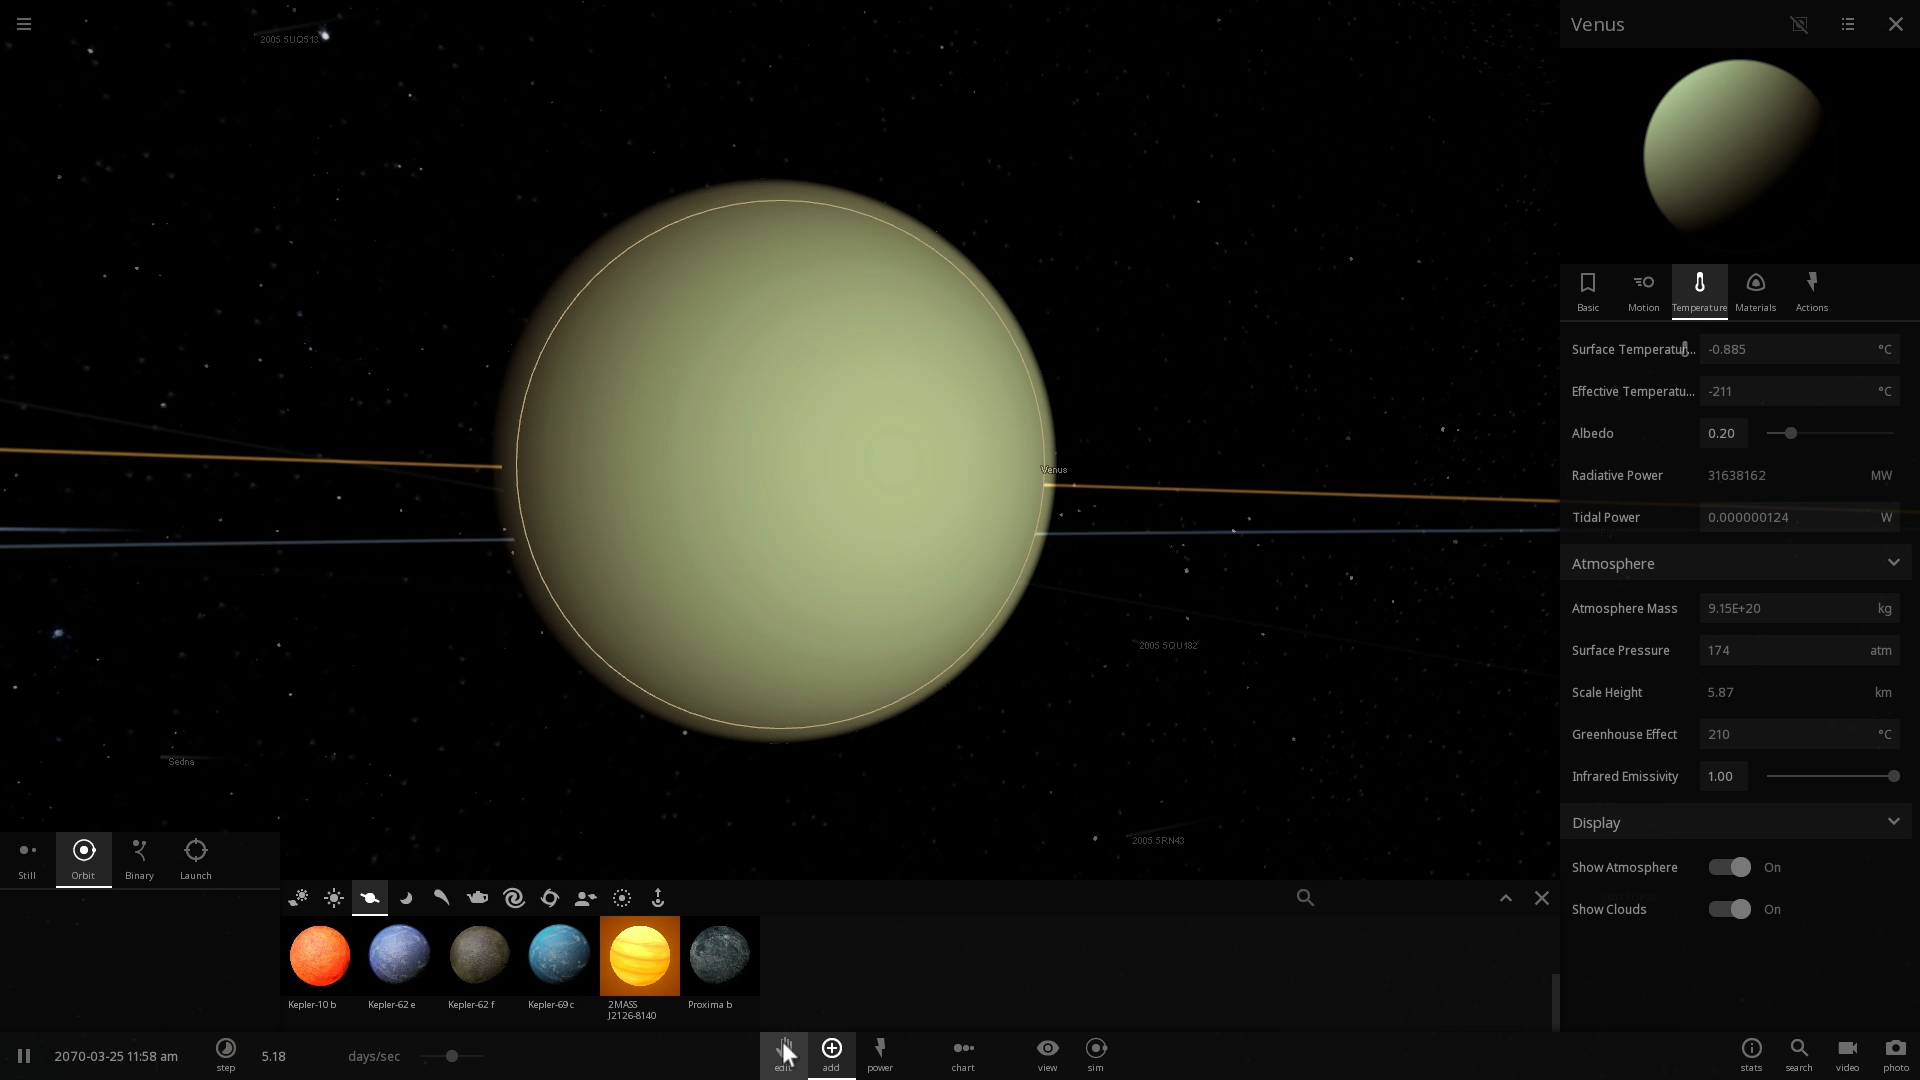 2005 SUQ513
Venus
2005 SQU182
Sedna
2005 SRN43
Venus
Basic
Motion
Temperature
Materials
Actions
Surface Temperatur...
-0.885
°C
Effective Temperatu...
-211
°C
Albedo
0.20
Radiative Power
31638162
MW
Tidal Power
0.000000124
W
Atmosphere
Atmosphere Mass
9.15E+20
kg
Surface Pressure
174
atm
Scale Height
5.87
km
Greenhouse Effect
210
°C
Infrared Emissivity
1.00
Display
Show Atmosphere
On
Show Clouds
On
Still
Orbit
Binary
Launch
Kepler-10 b
Kepler-62 e
Kepler-62 f
Kepler-69 c
2MASS
J2126-8140
Proxima b
2070-03-25 11:58 am
step
5.18
days/sec
edit
add
power
chart
view
sim
stats
search
video
photo